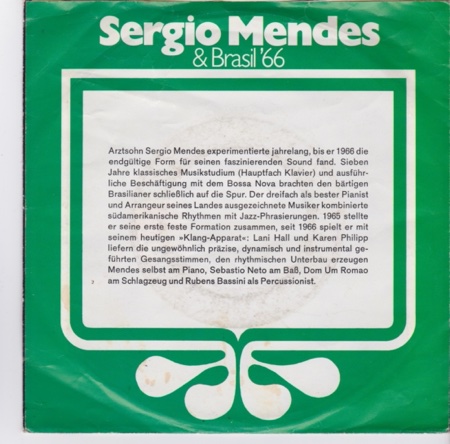 Sergio Mendes
& Brasil '66
Arztsohn Sergio Mendes experimentierte jahrelang, bis er 1966 die
endgültige Form für seinen faszinierenden Sound fand. Sieben
Jahre klassisches Musikstudium (Hauptfach Klavier) und ausführ-
liche Beschäftigung mit dem Bossa Nova brachten den bärtigen
Brasilianer schließlich auf die Spur. Der dreifach als bester Pianist
und Arrangeur seines Landes ausgezeichnete Musiker kombinierte
südamerikanische Rhythmen mit Jazz-Phrasierungen. 1965 stellte
er seine erste feste Formation zusammen, seit 1966 spielt er mit
seinem heutigen »Klang-Apparat«: Lani Hall und Karen Philipp
liefern die ungewöhnlich präzise, dynamisch und instrumental ge-
führten Gesangsstimmen, den rhythmischen Unterbau erzeugen
Mendes selbst am Piano, Sebastio Neto am Baß, Dom Um Romao
am Schlagzeug und Rubens Bassini als Percussionist.